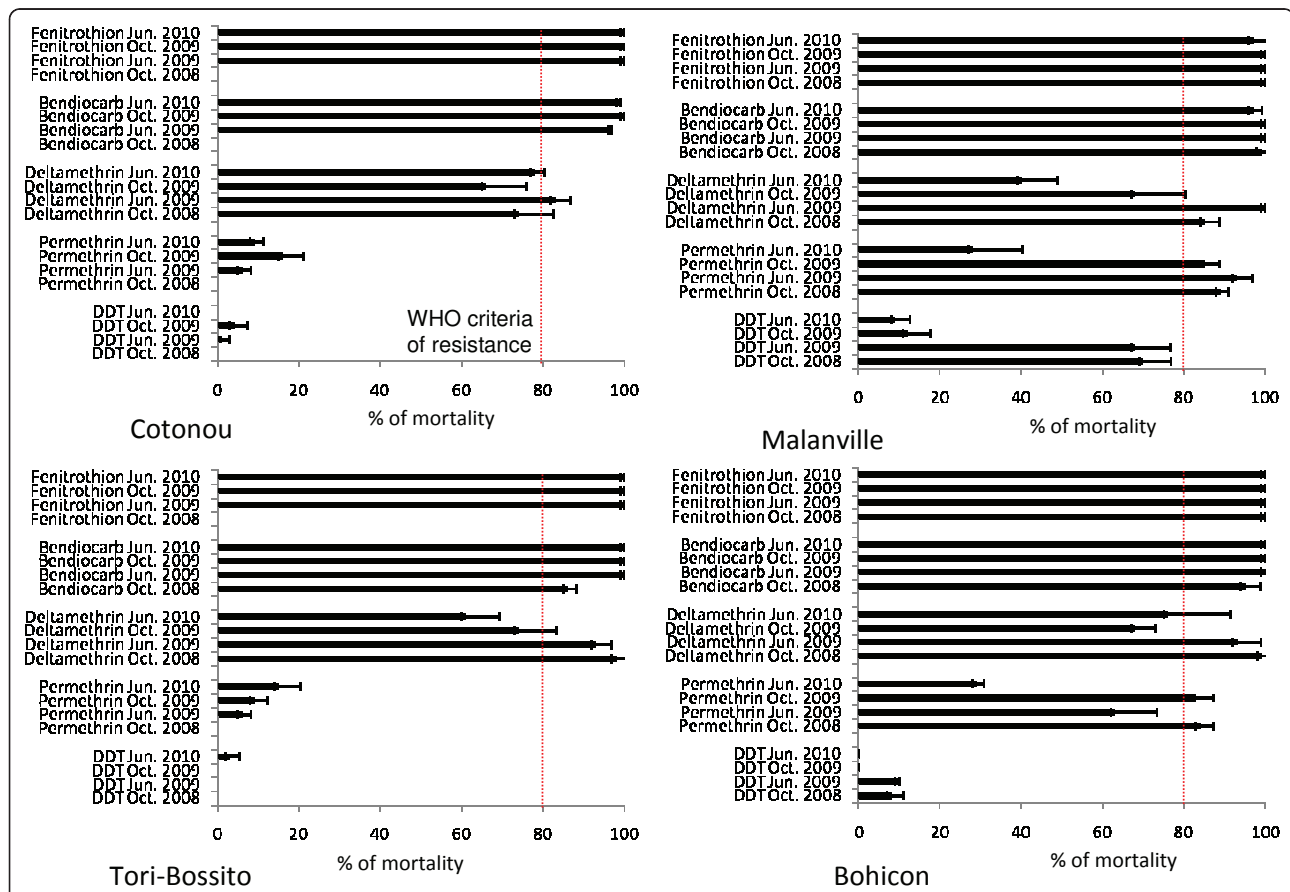 Fenitrothion Jun. 2010
Fenitrothion Oct. 2009
Fenitrothion Jun. 2009
Fenitrothion Oct. 2008
Bendiocarb Jun. 2010
Bendiocarb Oct. 2009
Bendiocarb Jun. 2009
Bendiocarb Oct. 2008
Deltamethrin Jun. 2010
Deltamethrin Oct. 2009
Deltamethrin Jun. 2009
Deltamethrin Oct. 2008
Permethrin Jun. 2010
Permethrin Oct. 2009
Permethrin Jun. 2009
Permethrin Oct. 2008
DDT Jun. 2010
DDT Oct. 2009
DDT Jun. 2009
DDT Oct. 2008
WHO criteria
of resistance
0 20 40 60 80 100
% of mortality
Cotonou
Fenitrothion Jun. 2010
Fenitrothion Oct. 2009
Fenitrothion Jun. 2009
Fenitrothion Oct. 2008
Bendiocarb Jun. 2010
Bendiocarb Oct. 2009
Bendiocarb Jun. 2009
Bendiocarb Oct. 2008
Deltamethrin Jun. 2010
Deltamethrin Oct. 2009
Deltamethrin Jun. 2009
Deltamethrin Oct. 2008
Permethrin Jun. 2010
Permethrin Oct. 2009
Permethrin Jun. 2009
Permethrin Oct. 2008
DDT Jun. 2010
DDT Oct. 2009
DDT Jun. 2009
DDT Oct. 2008
0 20 40 60 80 100
% of mortality
Malanville
Fenitrothion Jun. 2010
Fenitrothion Oct. 2009
Fenitrothion Jun. 2009
Fenitrothion Oct. 2008
Bendiocarb Jun. 2010
Bendiocarb Oct. 2009
Bendiocarb Jun. 2009
Bendiocarb Oct. 2008
Deltamethrin Jun. 2010
Deltamethrin Oct. 2009
Deltamethrin Jun. 2009
Deltamethrin Oct. 2008
Permethrin Jun. 2010
Permethrin Oct. 2009
Permethrin Jun. 2009
Permethrin Oct. 2008
DDT Jun. 2010
DDT Oct. 2009
DDT Jun. 2009
DDT Oct. 2008
0 20 40 60 80 100
% of mortality
Tori-Bossito
Fenitrothion Jun. 2010
Fenitrothion Oct. 2009
Fenitrothion Jun. 2009
Fenitrothion Oct. 2008
Bendiocarb Jun. 2010
Bendiocarb Oct. 2009
Bendiocarb Jun. 2009
Bendiocarb Oct. 2008
Deltamethrin Jun. 2010
Deltamethrin Oct. 2009
Deltamethrin Jun. 2009
Deltamethrin Oct. 2008
Permethrin Jun. 2010
Permethrin Oct. 2009
Permethrin Jun. 2009
Permethrin Oct. 2008
DDT Jun. 2010
DDT Oct. 2009
DDT Jun. 2009
DDT Oct. 2008
0 20 40 60 80 100
% of mortality
Bohicon